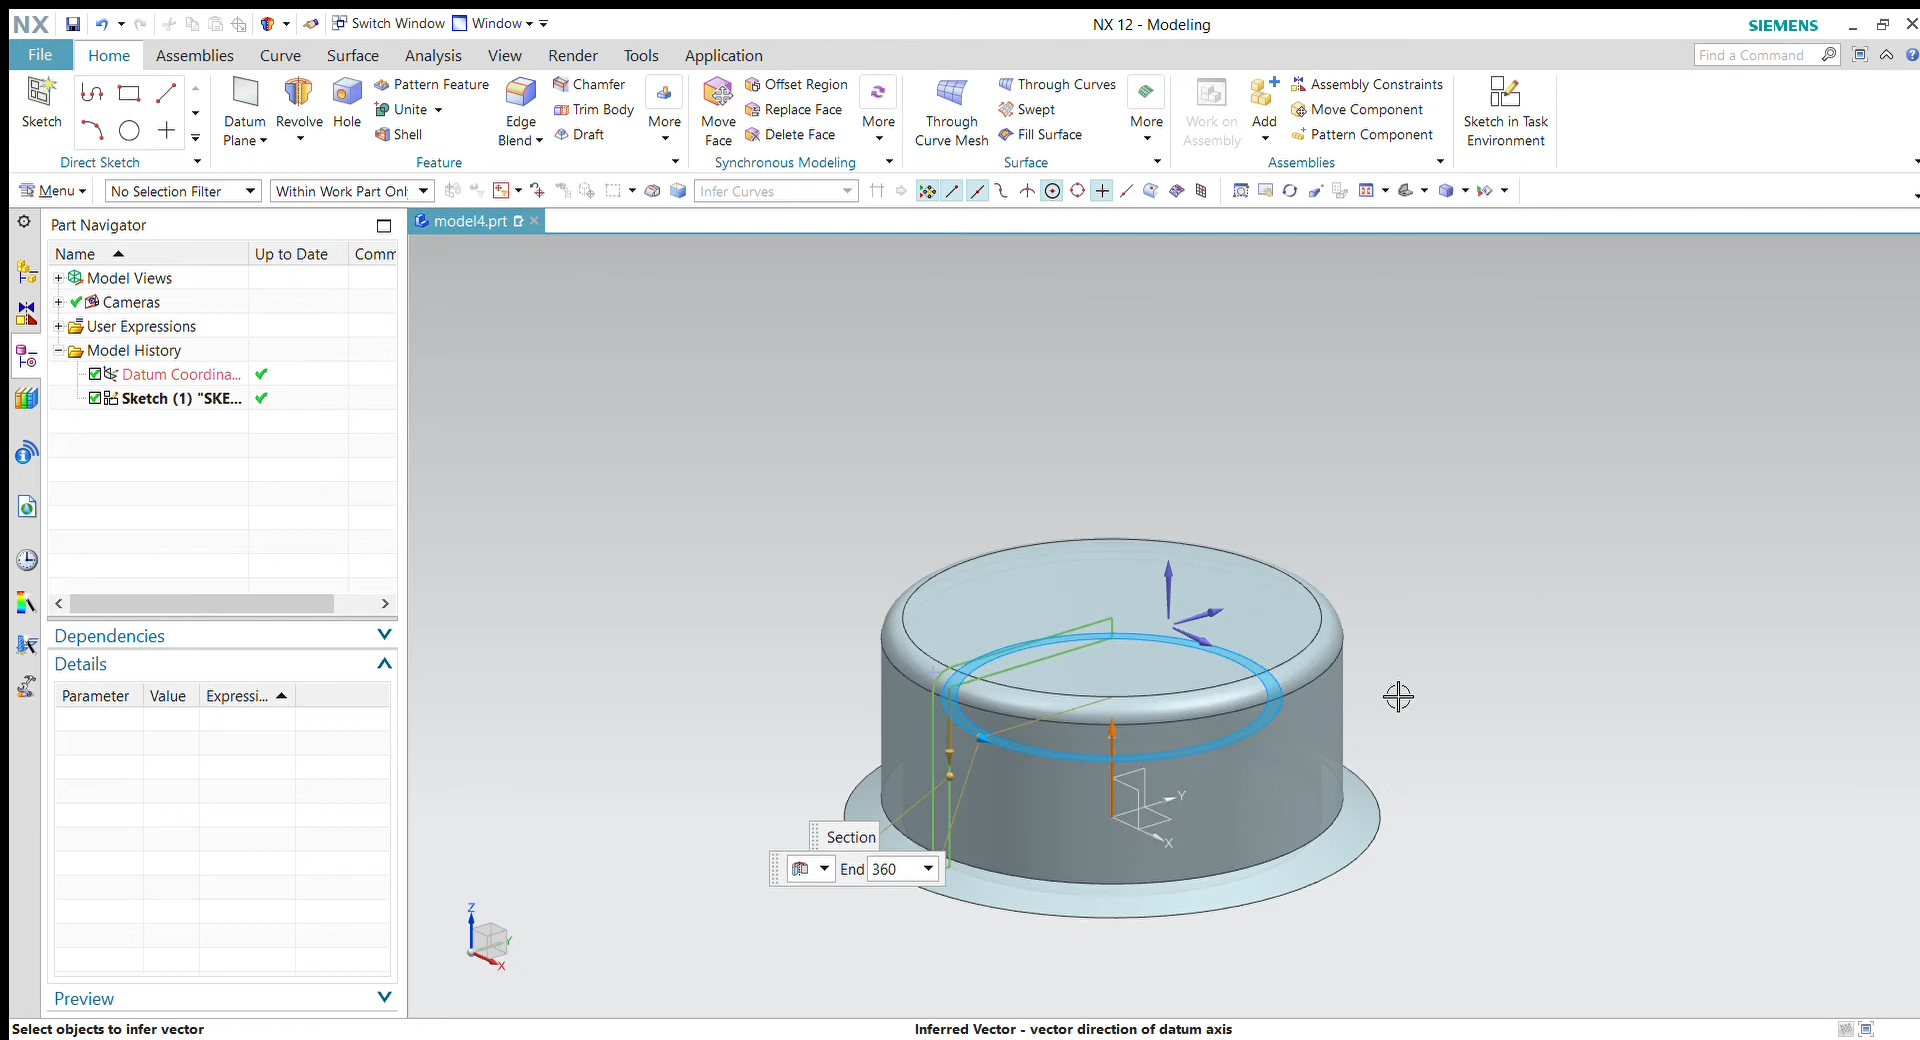 NX Switch Window Window NX 12 - Modeling SIEMENS
File Home Assemblies Curve Surface Analysis View Render Tools Application Find a Command
Sketch
Direct Sketch
Datum Plane
Revolve
Hole
Pattern Feature
Unite
Shell
Edge Blend
Chamfer
Trim Body
Draft
More
Feature
Move Face
Offset Region
Replace Face
Delete Face
More
Synchronous Modeling
Through Curve Mesh
Through Curves
Swept
Fill Surface
More
Surface
Work on Assembly
Add
Assembly Constraints
Move Component
Pattern Component
Assemblies
Sketch in Task Environment
Menu No Selection Filter Within Work Part Onl Infer Curves
Part Navigator
model4.prt
Name Up to Date Comm
Model Views
Cameras
User Expressions
Model History
Datum Coordina...
Sketch (1) "SKE...
Dependencies
Details
Parameter Value Expressi...
Preview
Section
End 360
Y
X
Z
Y
X
Select objects to infer vector
Inferred Vector - vector direction of datum axis